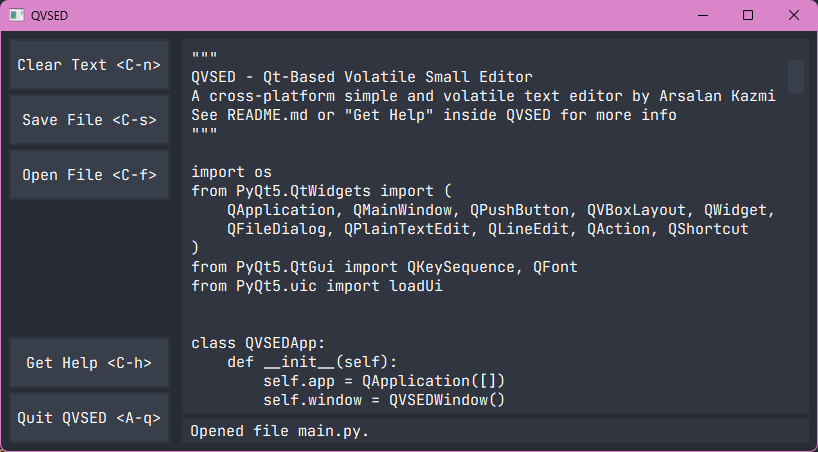 QVSED
Clear Text <C-n>
Save File <C-s>
Open File <C-f>
Get Help <C-h>
Quit QVSED <A-q>
"""
QVSED - Qt-Based Volatile Small Editor
A cross-platform simple and volatile text editor by Arsalan Kazmi
See README.md or "Get Help" inside QVSED for more info
"""

import os
from PyQt5.QtWidgets import (
    QApplication, QMainWindow, QPushButton, QVBoxLayout, QWidget,
    QFileDialog, QPlainTextEdit, QLineEdit, QAction, QShortcut
)
from PyQt5.QtGui import QKeySequence, QFont
from PyQt5.uic import loadUi


class QVSEDApp:
    def __init__(self):
        self.app = QApplication([])
        self.window = QVSEDWindow()
Opened file main.py.